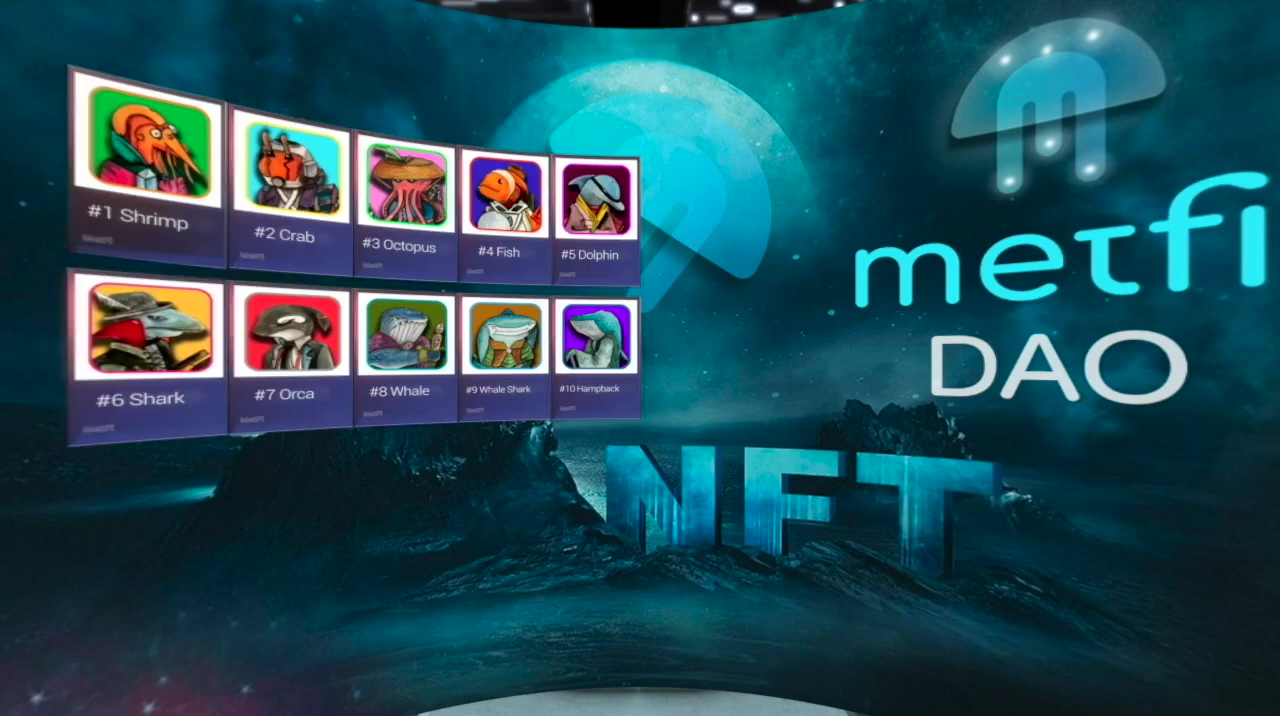 #1 Shrimp
#2 Crab
#3 Octopus
#4 Fish
#5 Dolphin
#6 Shark
#7 Orca
#8 Whale
#9 Whale Shark
#10 Hampback
metfi
DAO
NFT